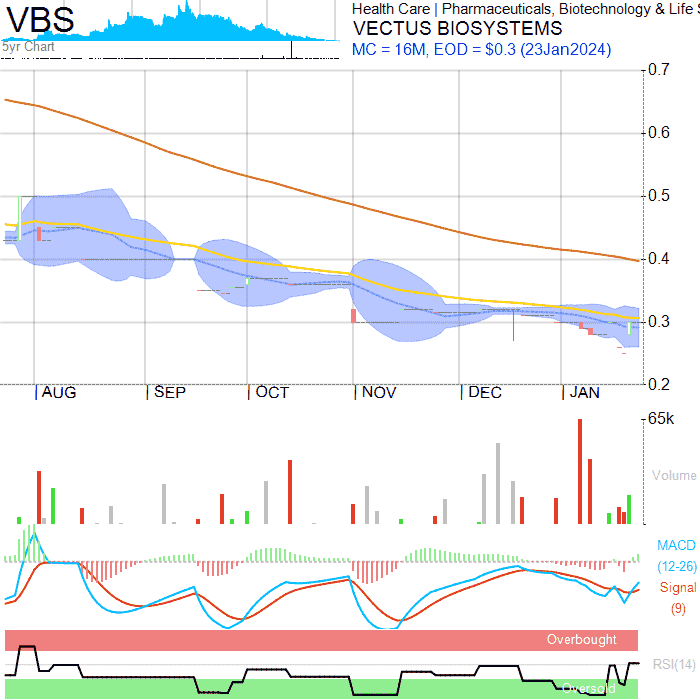 VBS
Health Care | Pharmaceuticals, Biotechnology & Life S
VECTUS BIOSYSTEMS
MC = 16M, EOD = $0.3 (23Jan2024)
5yr Chart
0.7
0.6
0.5
0.4
0.3
0.2
AUG SEP OCT NOV DEC JAN
65k
Volume
MACD
(12-26)
Signal
(9)
Overbought
RSI(14)
Oversold